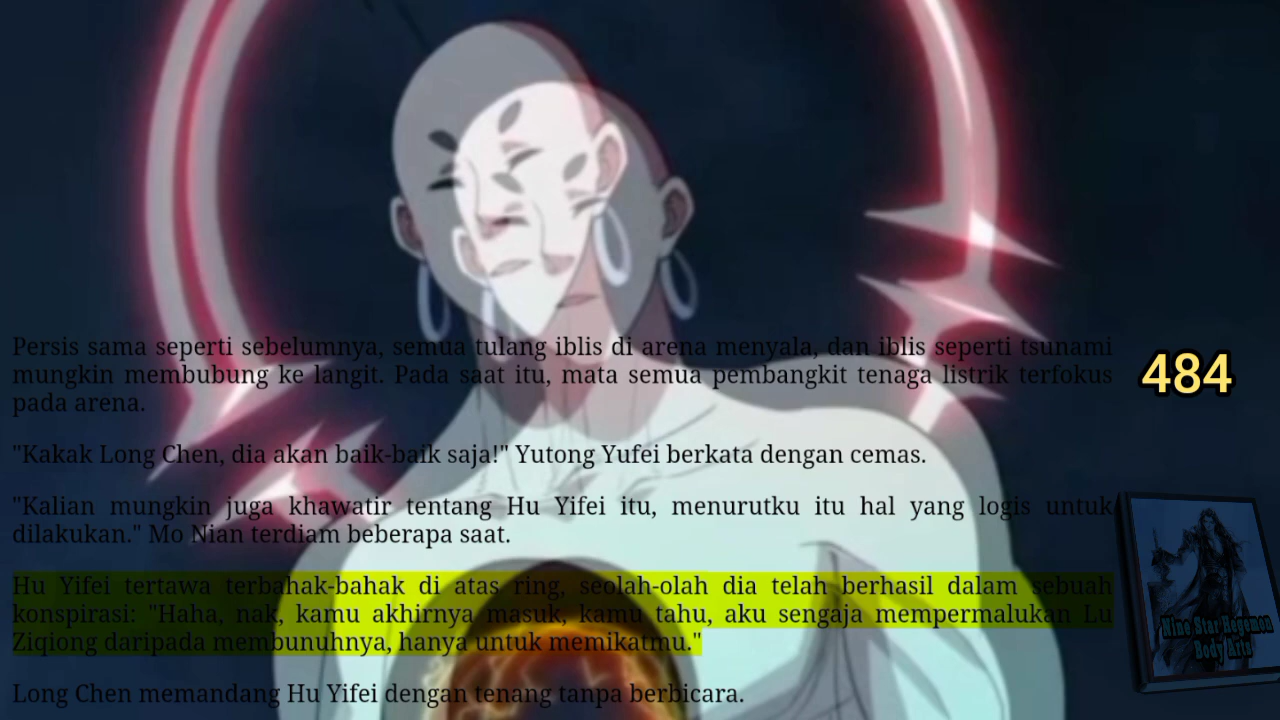 Persis sama seperti sebelumnya, semua tulang iblis di arena menyala, dan iblis seperti tsunami
mungkin membubung ke langit. Pada saat itu, mata semua pembangkit tenaga listrik terfokus
pada arena.
"Kakak Long Chen, dia akan baik-baik saja!" Yutong Yufei berkata dengan cemas.
"Kalian mungkin juga khawatir tentang Hu Yifei itu, menurutku itu hal yang logis untuk
dilakukan." Mo Nian terdiam beberapa saat.
Hu Yifei tertawa terbahak-bahak di atas ring, seolah-olah dia telah berhasil dalam sebuah
konspirasi: "Haha, nak, kamu akhirnya masuk, kamu tahu, aku sengaja mempermalukan Lu
Ziqiong daripada membunuhnya, hanya untuk memikatmu."
Long Chen memandang Hu Yifei dengan tenang tanpa berbicara.
484
Nine Star Hegemon
Body Arts